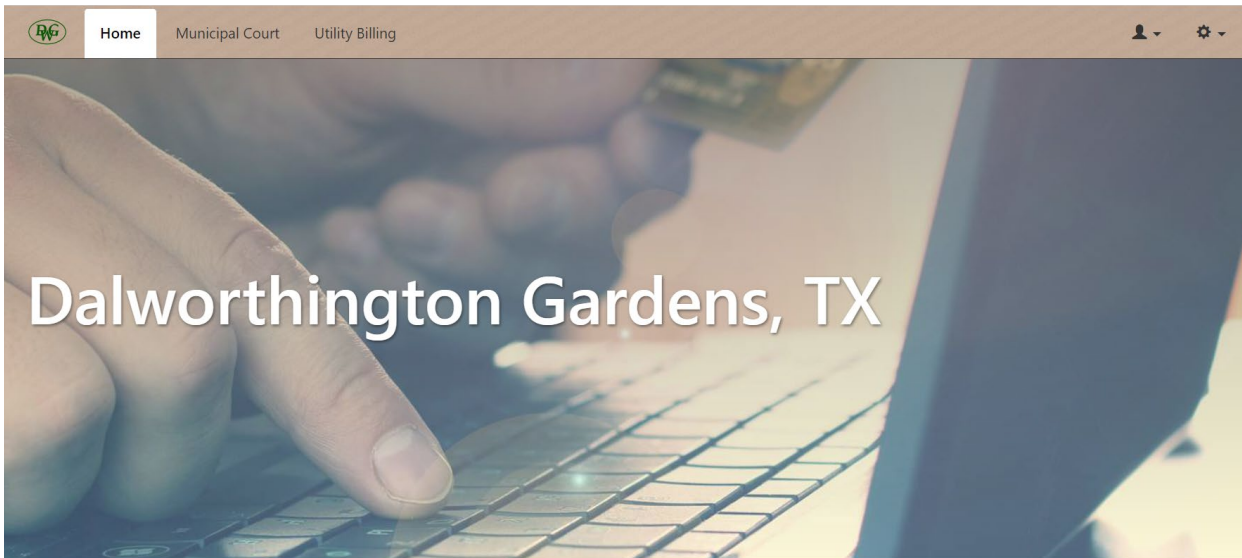 DWG
Home
Municipal Court
Utility Billing
Dalworthington Gardens, TX